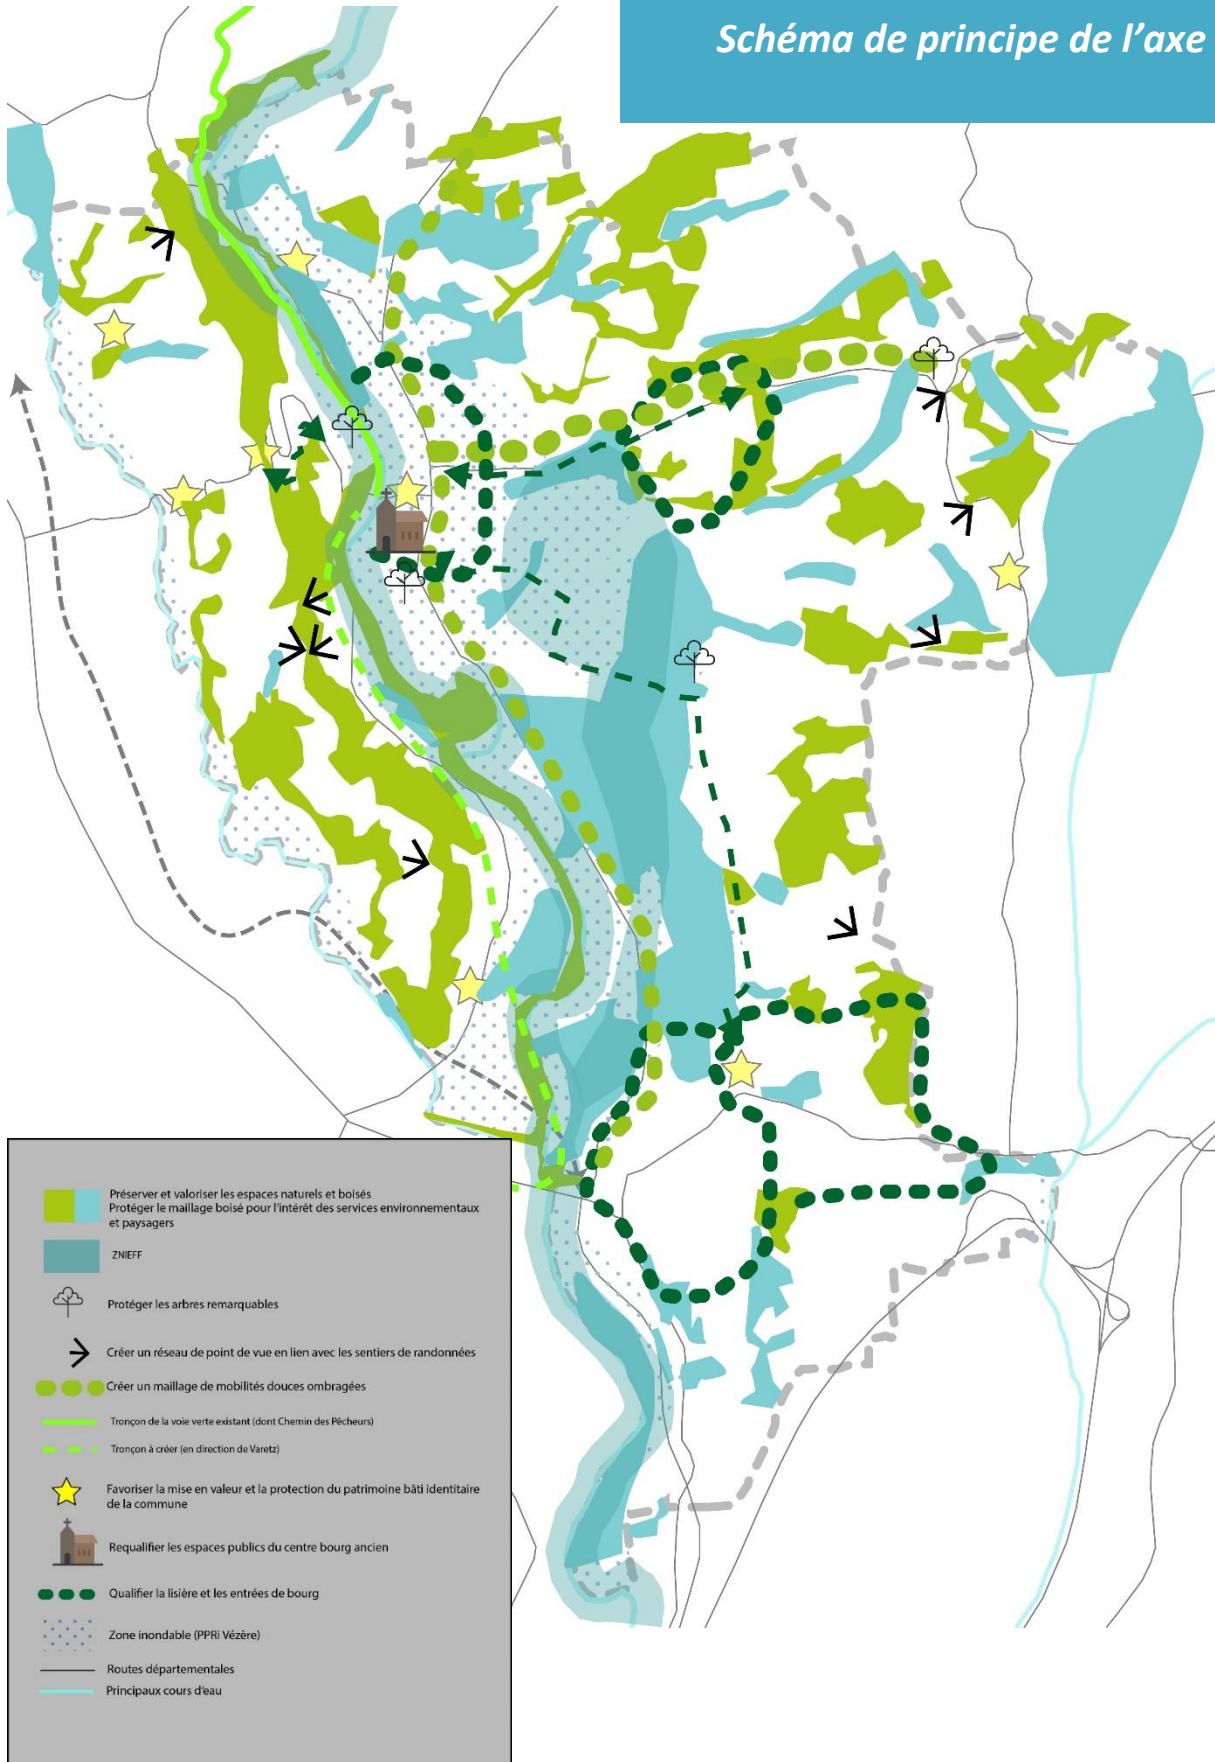 Schéma de principe de l'axe
Préserver et valoriser les espaces naturels et boisés
Protéger le maillage boisé pour l'intérêt des services environnementaux
et paysagers
ZNIEFF
Protéger les arbres remarquables
Créer un réseau de point de vue en lien avec les sentiers de randonnées
Créer un maillage de mobilités douces ombragées
Tronçon de la voie verte existant (dont Chemin des Pêcheurs)
Tronçon à créer (en direction de Varetz)
Favoriser la mise en valeur et la protection du patrimoine bâti identitaire
de la commune
Requalifier les espaces publics du centre bourg ancien
Qualifier la lisière et les entrées de bourg
Zone inondable (PPRi Vézère)
Routes départementales
Principaux cours d'eau